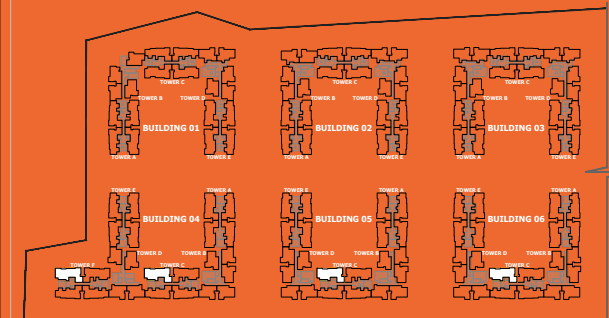 TOWER C
TOWER B TOWER D
BUILDING 01
TOWER A TOWER E
TOWER C
TOWER B TOWER D
BUILDING 02
TOWER A TOWER E
TOWER C
TOWER B TOWER D
BUILDING 03
TOWER A TOWER E
TOWER E TOWER A
BUILDING 04
TOWER D TOWER B
TOWER F TOWER C
TOWER E TOWER A
BUILDING 05
TOWER D TOWER B
TOWER C
TOWER E TOWER A
BUILDING 06
TOWER D TOWER B
TOWER C